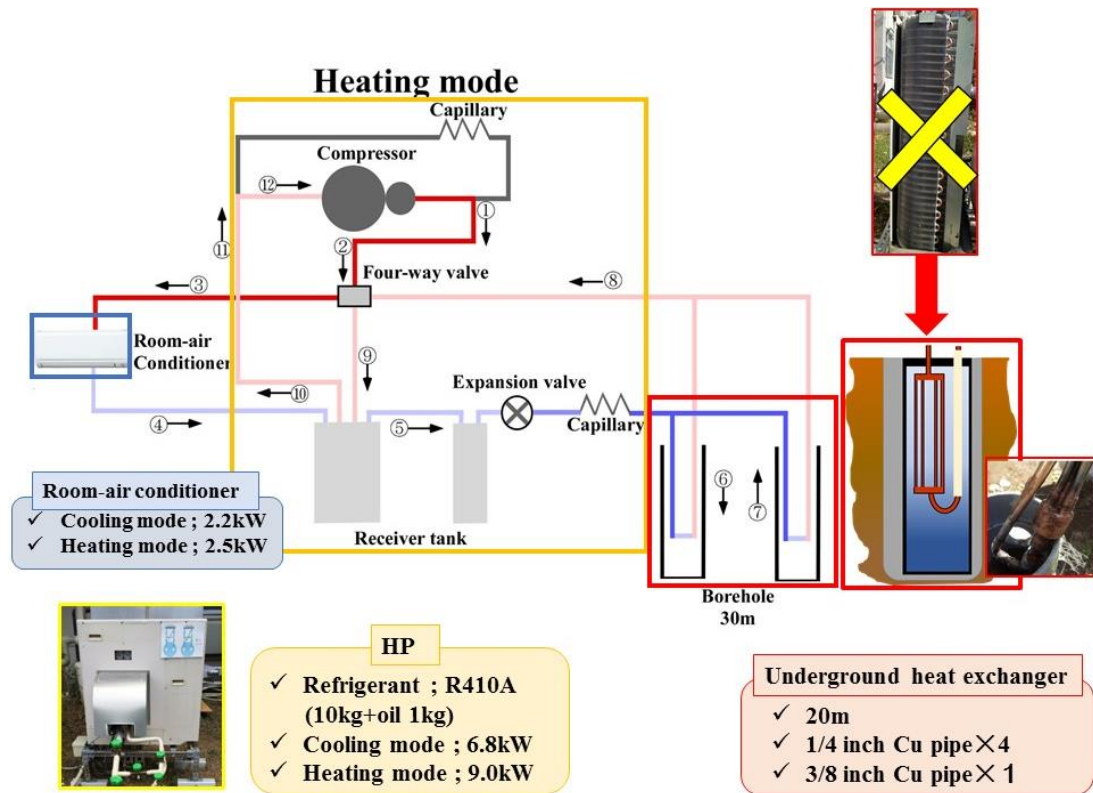 Heating mode
Capillary
Compressor
⑫
①
⑪
②
Four-way valve
③
⑧
Room-air
Conditioner
⑨
⑩
Expansion valve
④
⑤
Capillary
⑥
⑦
Receiver tank
Borehole
30m
Room-air conditioner
✓ Cooling mode ; 2.2kW
✓ Heating mode ; 2.5kW
HP
✓ Refrigerant ; R410A
(10kg+oil 1kg)
✓ Cooling mode ; 6.8kW
✓ Heating mode ; 9.0kW
Underground heat exchanger
✓ 20m
✓ 1/4 inch Cu pipe×4
✓ 3/8 inch Cu pipe×1